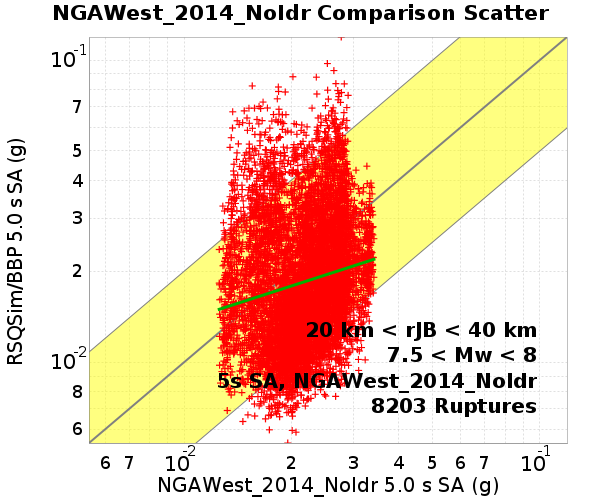 NGAWest_2014_NoIdr Comparison Scatter
RSQSim/BBP 5.0 s SA (g)
10-1
7
5
4
3
2
10-2
8
6
20 km < rJB < 40 km
7.5 < Mw < 8
5s SA, NGAWest_2014_NoIdr
8203 Ruptures
6 7 10-2 2 3 4 5 6 7 10-1
NGAWest_2014_NoIdr 5.0 s SA (g)